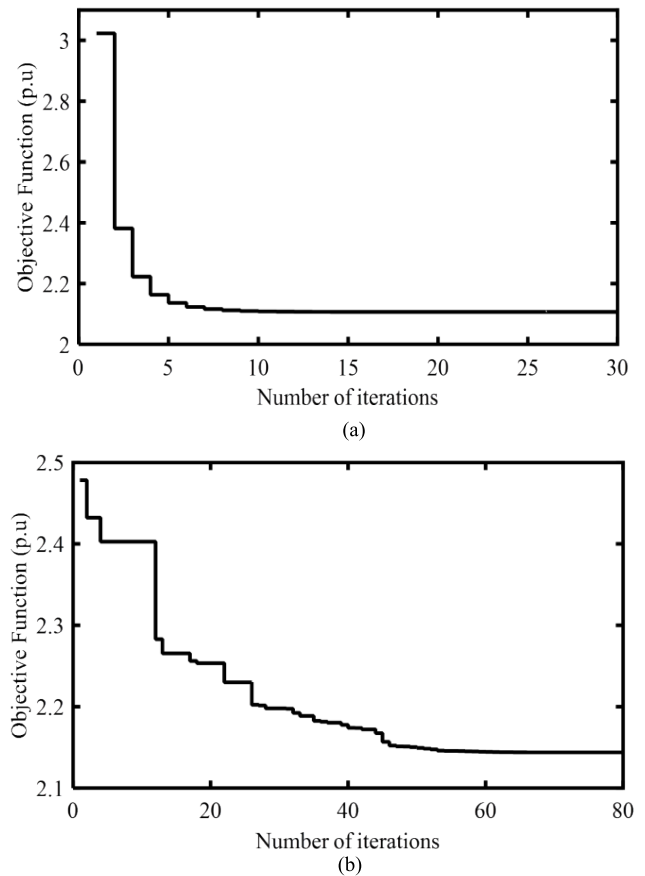 Objective Function (p.u)
3
2.8
2.6
2.4
2.2
2
0 5 10 15 20 25 30
Number of iterations
(a)
Objective Function (p.u)
2.5
2.4
2.3
2.2
2.1
0 20 40 60 80
Number of iterations
(b)